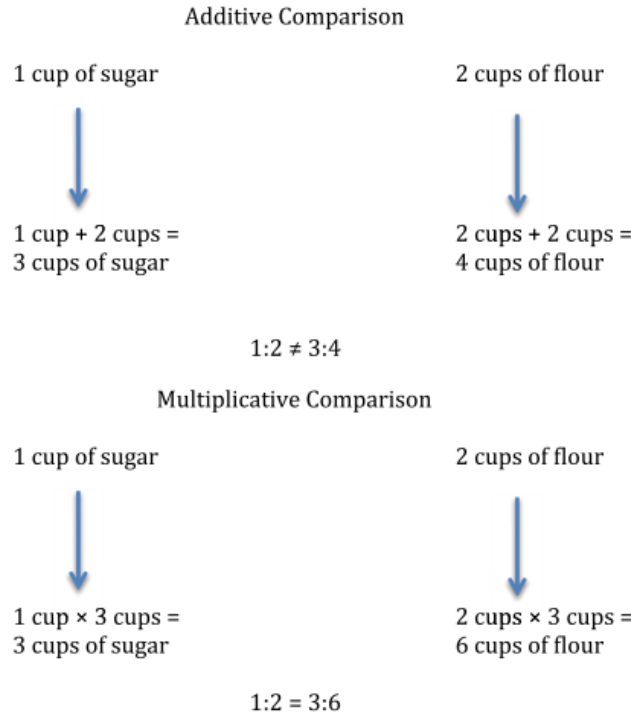 Additive Comparison
1 cup of sugar
2 cups of flour
1 cup + 2 cups =
3 cups of sugar
2 cups + 2 cups =
4 cups of flour
1:2 ≠ 3:4
Multiplicative Comparison
1 cup of sugar
2 cups of flour
1 cup × 3 cups =
3 cups of sugar
2 cups × 3 cups =
6 cups of flour
1:2 = 3:6